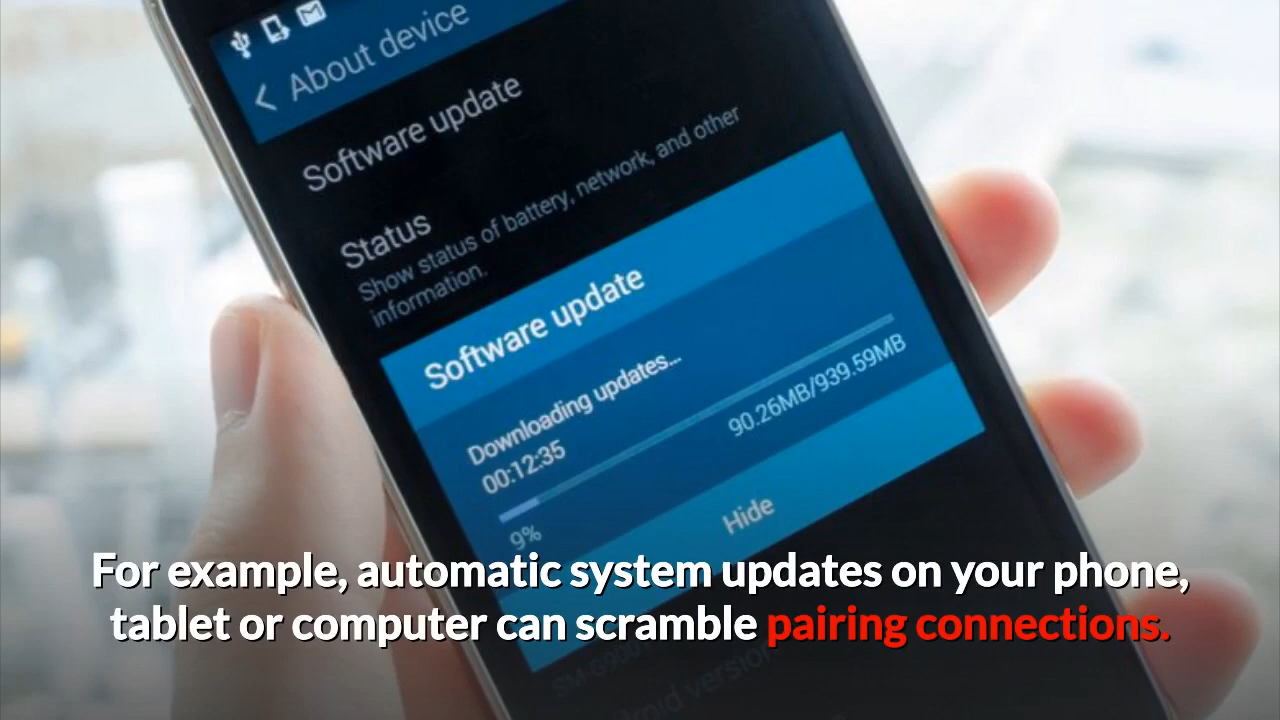 About device
Software update
Status
Show status of battery, network, and other
information.
Software update
Downloading updates...
00:12:35
90.26MB/939.59MB
9%
Hide
For example, automatic system updates on your phone,
tablet or computer can scramble pairing connections.